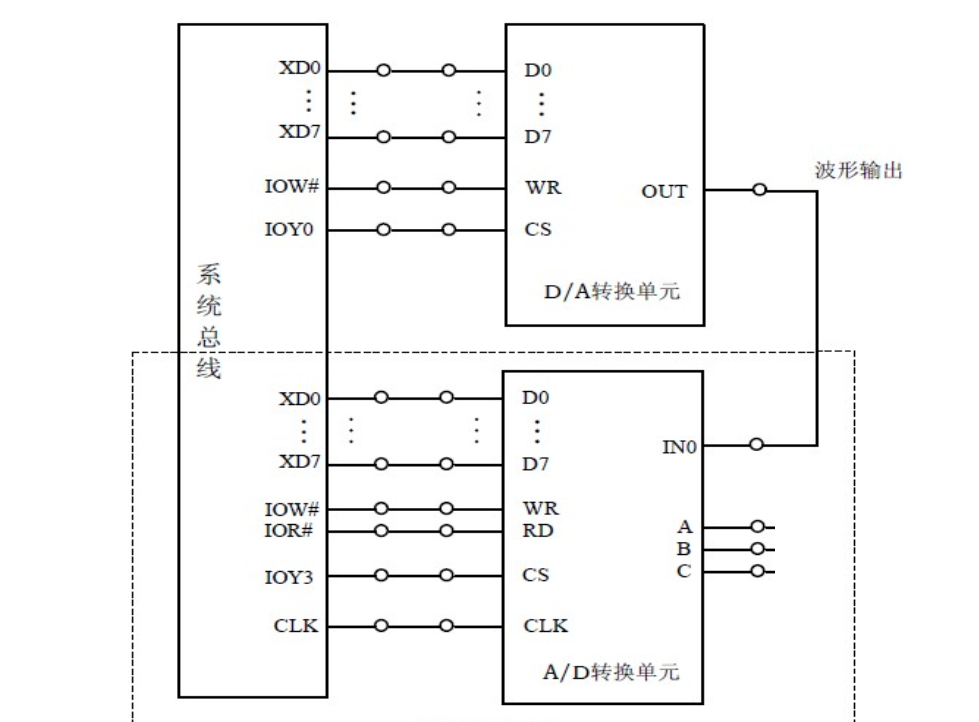 XD0 D0
⋮ ⋮ ⋮ ⋮
XD7 D7
波形输出
IOW# WR OUT
IOY0 CS
D/A转换单元
系
统
总
线
XD0 D0
⋮ ⋮ ⋮ ⋮
IN0
XD7 D7
IOW# WR
IOR# RD A
B
IOY3 CS C
CLK CLK
A/D转换单元